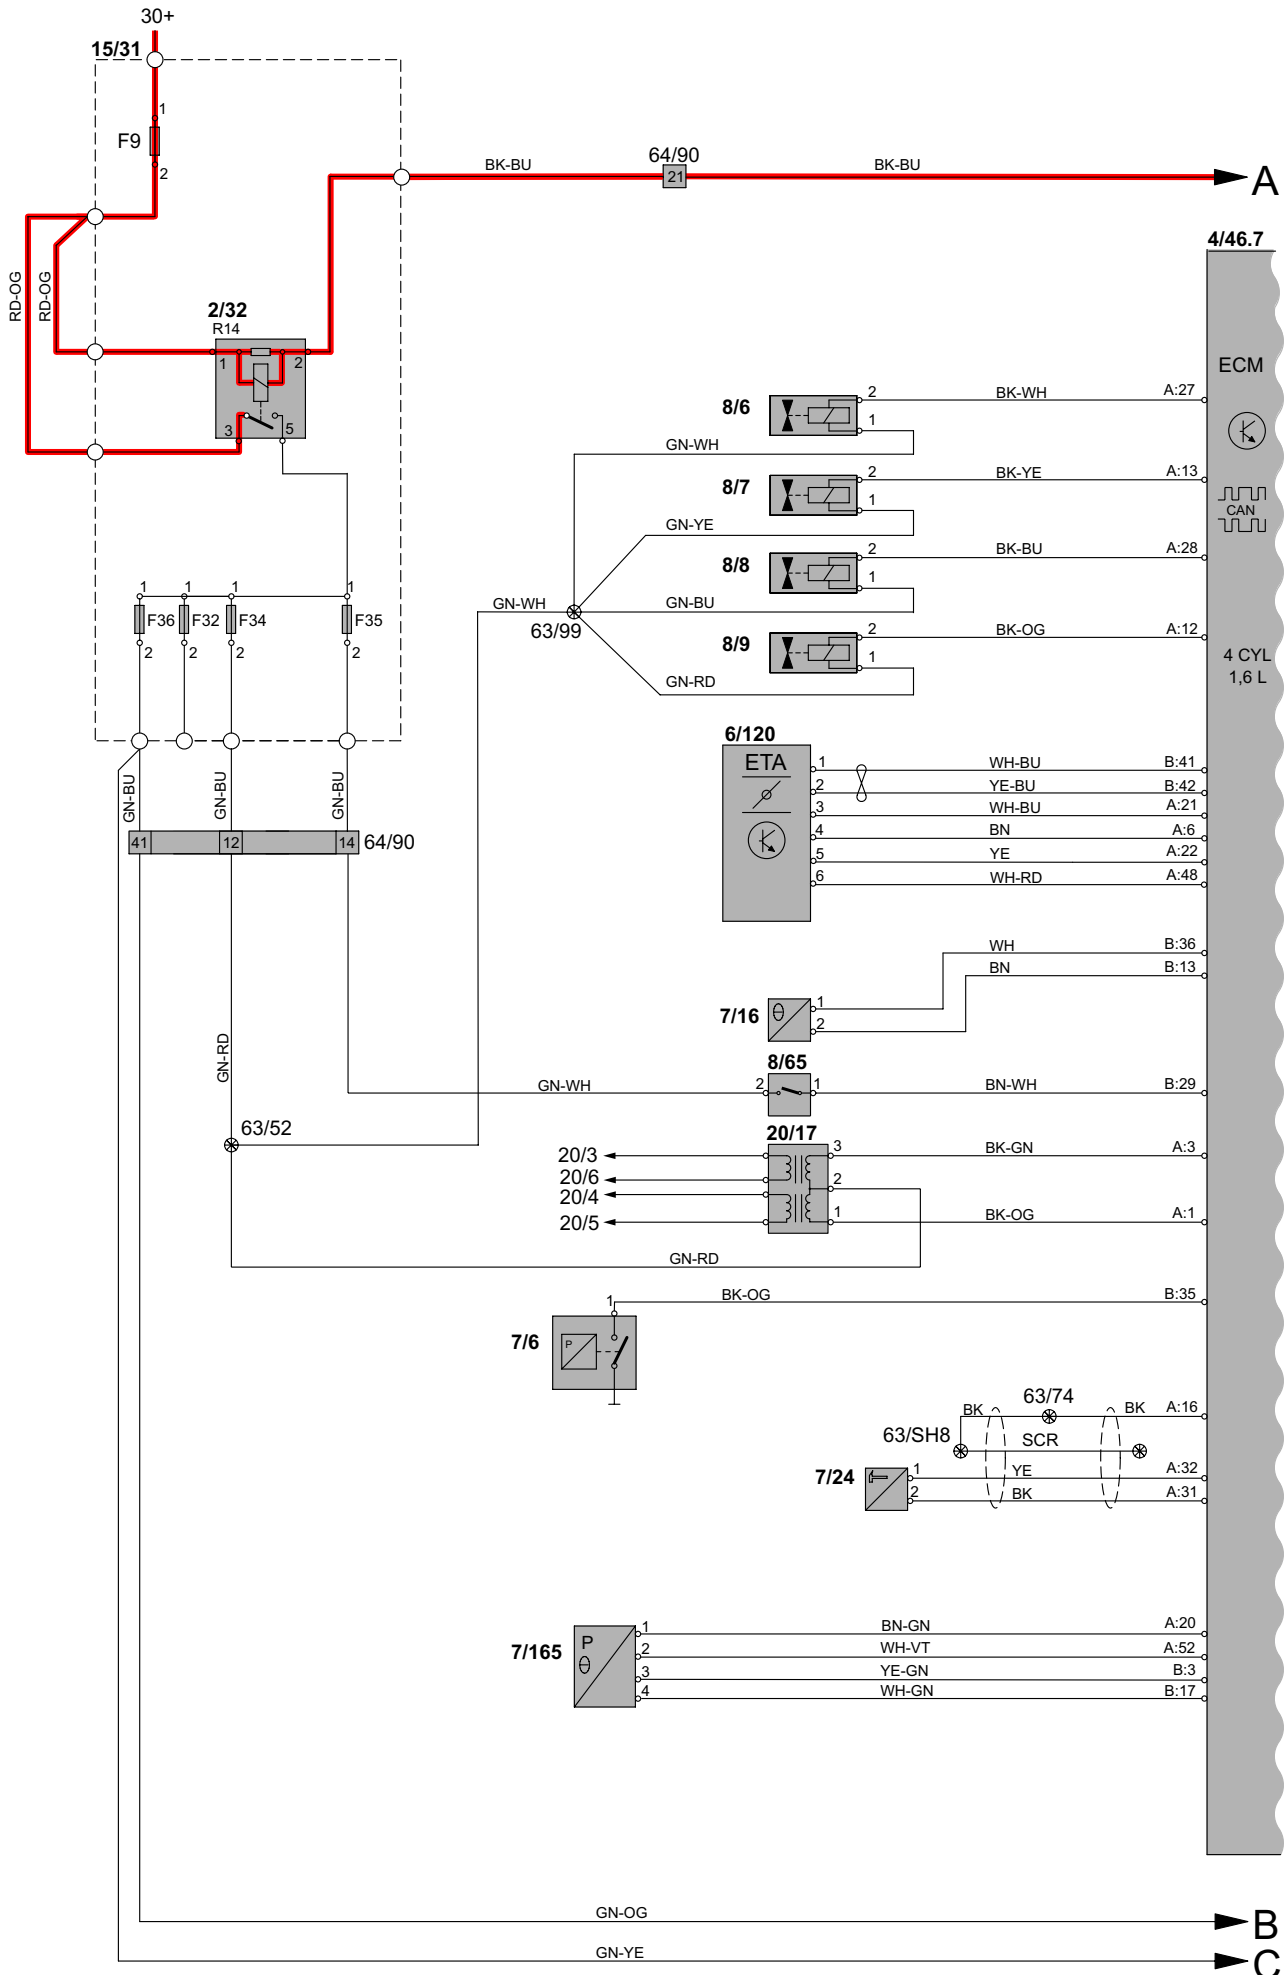 30+
15/31
1
F9
2
BK-BU
64/90
21
BK-BU
A
4/46.7
RD-OG
RD-OG
2/32
R14
1
2
3
5
ECM
CAN
4 CYL
1,6 L
8/6
2
BK-WH
A:27
1
GN-WH
8/7
2
BK-YE
A:13
1
GN-YE
8/8
2
BK-BU
A:28
1
GN-WH
GN-BU
63/99
8/9
2
BK-OG
A:12
1
GN-RD
1
1
1
1
F36
F32
F34
F35
2
2
2
2
GN-BU
GN-BU
GN-BU
41
12
14
64/90
6/120
ETA
1
WH-BU
B:41
2
YE-BU
B:42
3
WH-BU
A:21
4
BN
A:6
5
YE
A:22
6
WH-RD
A:48
WH
B:36
BN
B:13
7/16
θ
1
2
GN-RD
8/65
GN-WH
2
1
BN-WH
B:29
63/52
20/17
20/3
3
BK-GN
A:3
20/6
2
20/4
20/5
1
BK-OG
A:1
GN-RD
1
BK-OG
B:35
7/6
P
63/74
BK
BK
A:16
63/SH8
SCR
7/24
1
YE
A:32
2
BK
A:31
7/165
P
θ
1
BN-GN
A:20
2
WH-VT
A:52
3
YE-GN
B:3
4
WH-GN
B:17
GN-OG
B
GN-YE
C